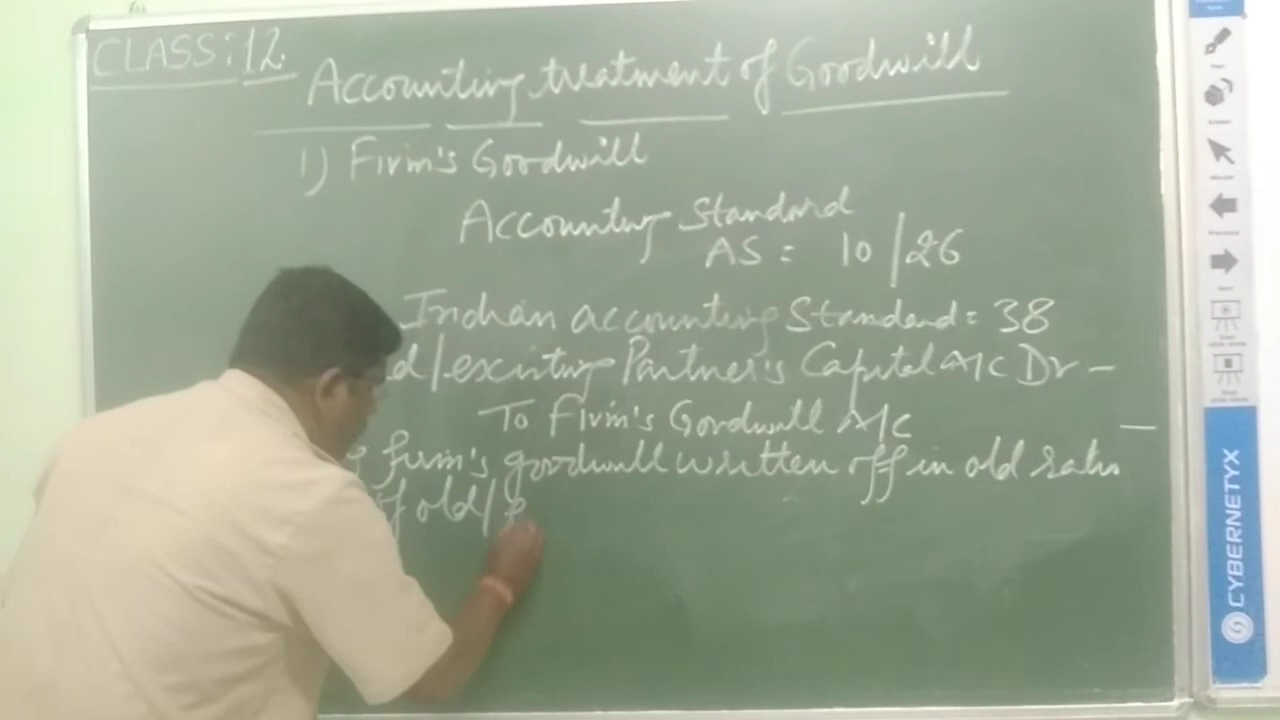 CLASS: 12
Accounting treatment of Goodwill
1) Firm's Goodwill
Accounting Standard
AS = 10/26
Indian accounting Standard = 38
d/existing Partner's Capital A/c Dr -
To Firm's Goodwill A/c -
g firm's goodwill written off in old ratio
of old/
CYBERNETYX